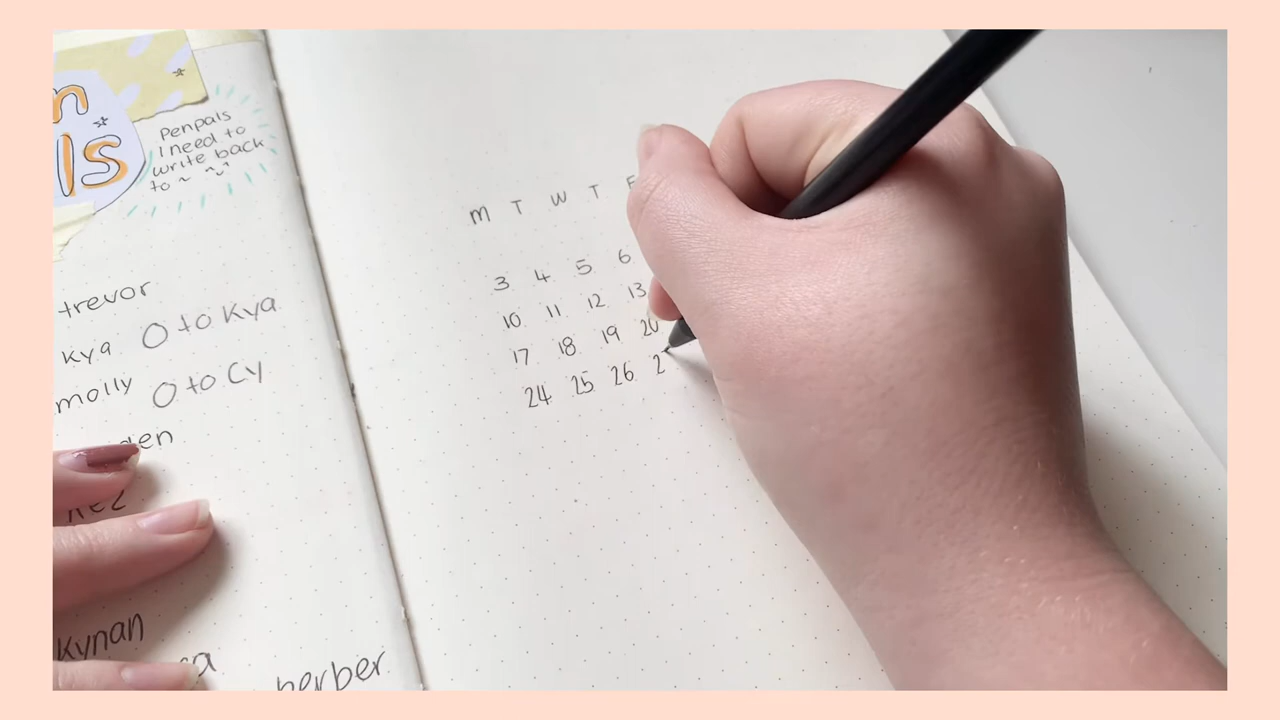 Penpals
I need to
write back
to ~
trevor
Kya O to Kya
molly O to Cy
Kynan
M T W T F
3 4 5 6
10 11 12 13
17 18 19 20
24 25 26 2